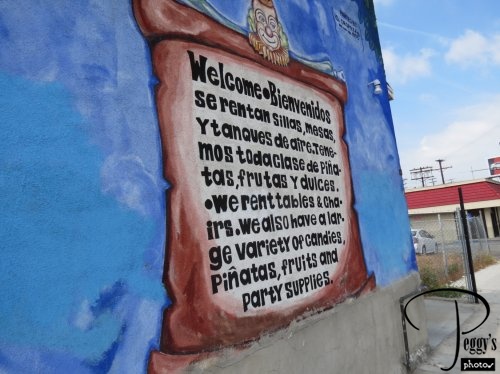 Welcome•Bienvenidos
se rentan sillas, mesas,
Y tanques de aire.Tene-
mos toda clase de Piña-
tas, frutas Y dulces.
•We rent tables & Cha-
irs. We also have a lar-
ge variety of candies,
Piñatas, fruits and
Party supplies.
Peggy's
photos